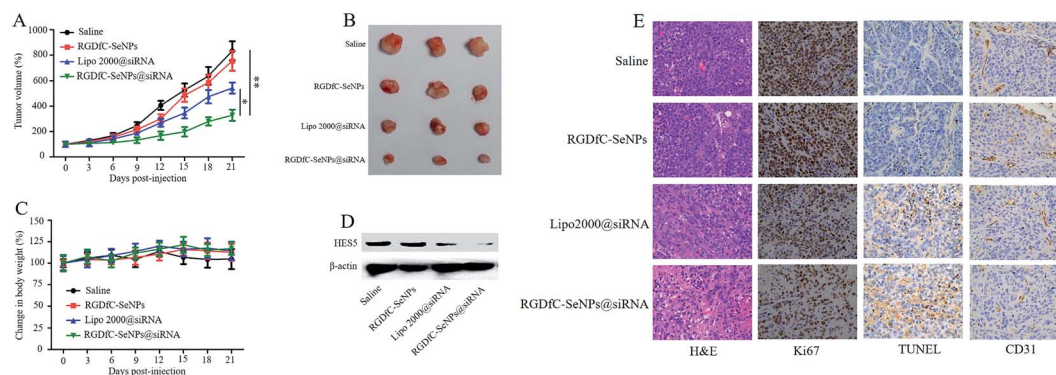 A
Tumor volume (%)
1000
800
600
400
200
0
Saline
RGDfC-SeNPs
Lipo 2000@siRNA
RGDfC-SeNPs@siRNA
*
**
0 3 6 9 12 15 18 21
Days post-injection
B
Saline
RGDfC-SeNPs
Lipo 2000@siRNA
RGDfC-SeNPs@siRNA
C
Change in body weight (%)
150
125
100
75
50
25
0
Saline
RGDfC-SeNPs
Lipo 2000@siRNA
RGDfC-SeNPs@siRNA
0 3 6 9 12 15 18 21
Days post-injection
D
HES5
β-actin
Saline
RGDfC-SeNPs
Lipo 2000@siRNA
RGDfC-SeNPs@siRNA
E
Saline
RGDfC-SeNPs
Lipo2000@siRNA
RGDfC-SeNPs@siRNA
H&E Ki67 TUNEL CD31